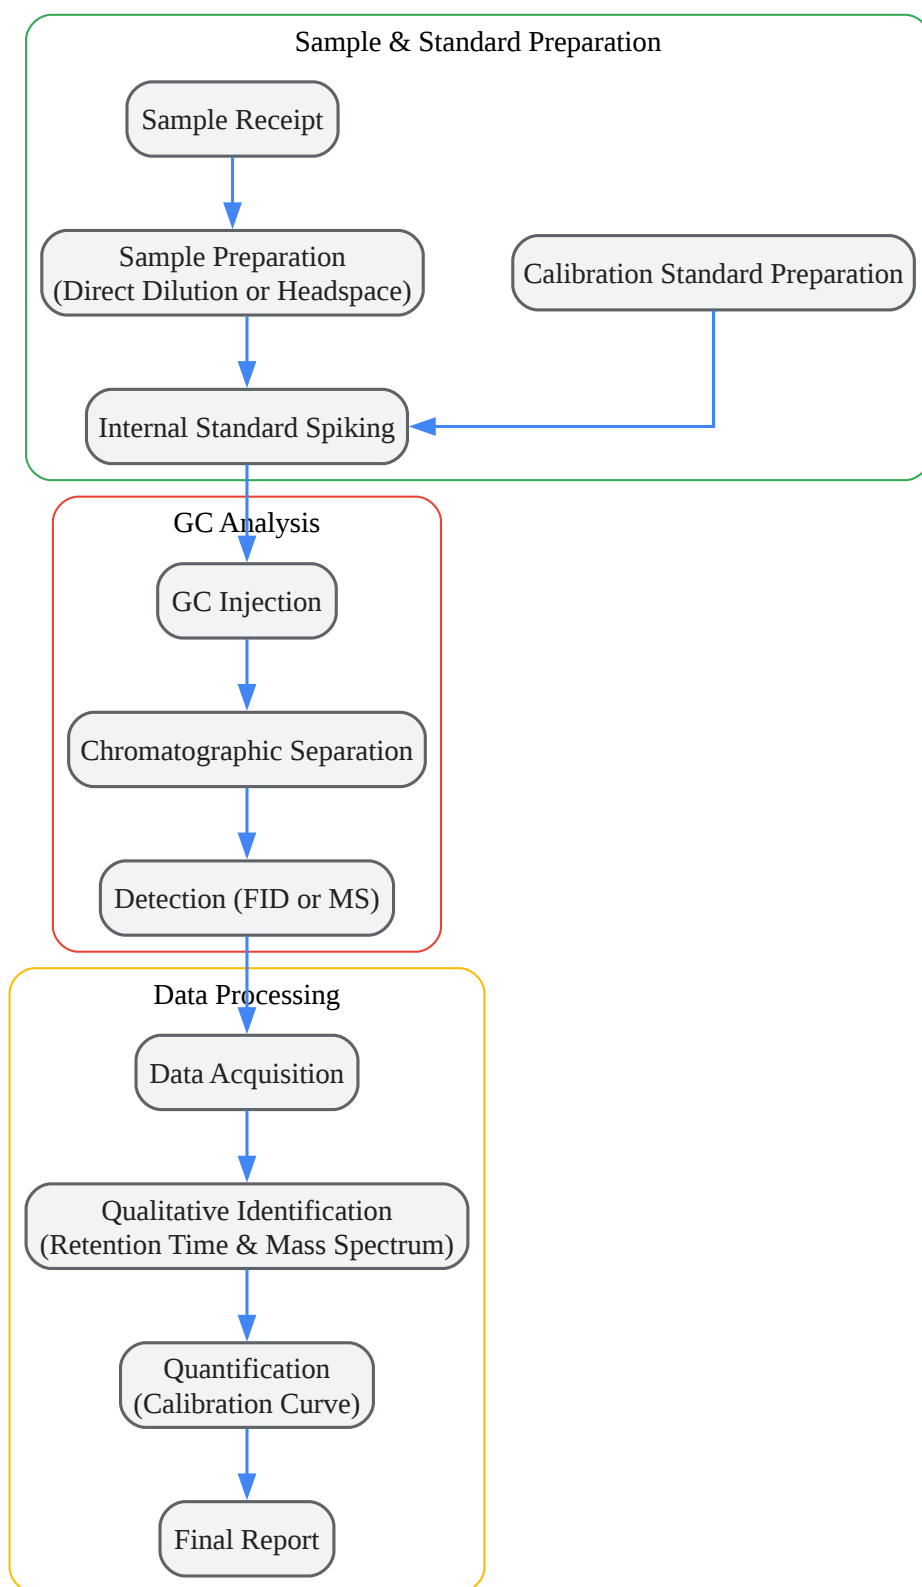 Sample & Standard Preparation
Sample Receipt
Sample Preparation
(Direct Dilution or Headspace)
Calibration Standard Preparation
Internal Standard Spiking
GC Analysis
GC Injection
Chromatographic Separation
Detection (FID or MS)
Data Processing
Data Acquisition
Qualitative Identification
(Retention Time & Mass Spectrum)
Quantification
(Calibration Curve)
Final Report